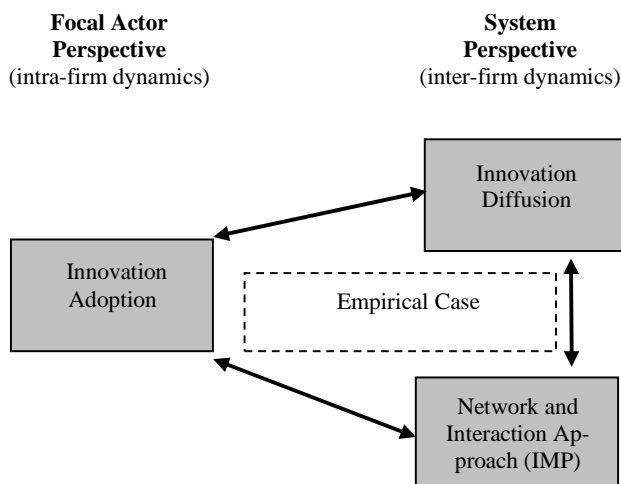 Focal Actor
Perspective
(intra-firm dynamics)
System
Perspective
(inter-firm dynamics)
Innovation
Diffusion
Innovation
Adoption
Empirical Case
Network and
Interaction Ap-
proach (IMP)